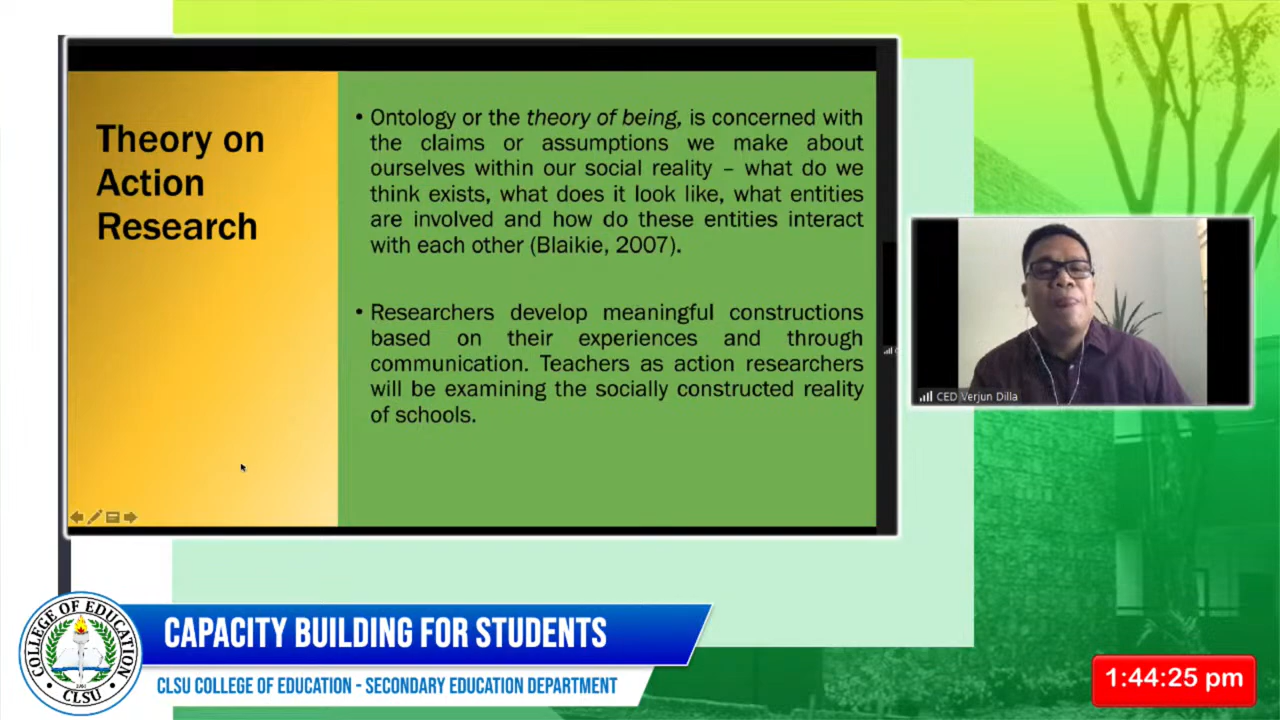 Theory on
Action
Research
• Ontology or the theory of being, is concerned with
the claims or assumptions we make about
ourselves within our social reality – what do we
think exists, what does it look like, what entities
are involved and how do these entities interact
with each other (Blaikie, 2007).
• Researchers develop meaningful constructions
based on their experiences and through
communication. Teachers as action researchers
will be examining the socially constructed reality
of schools.
CED Verjun Dilla
COLLEGE OF EDUCATION
• CLSU •
CAPACITY BUILDING FOR STUDENTS
CLSU COLLEGE OF EDUCATION - SECONDARY EDUCATION DEPARTMENT
1:44:25 pm